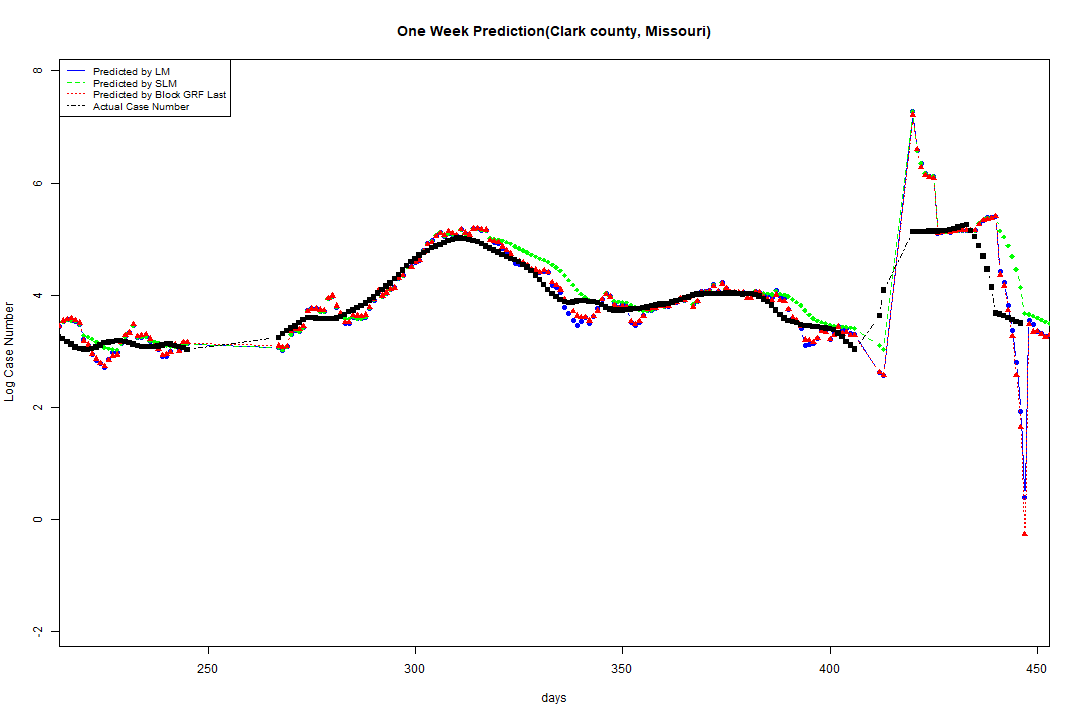 One Week Prediction(Clark county, Missouri)
Predicted by LM
Predicted by SLM
Predicted by Block GRF Last
Actual Case Number
8
6
4
2
0
-2
Log Case Number
250 300 350 400 450
days